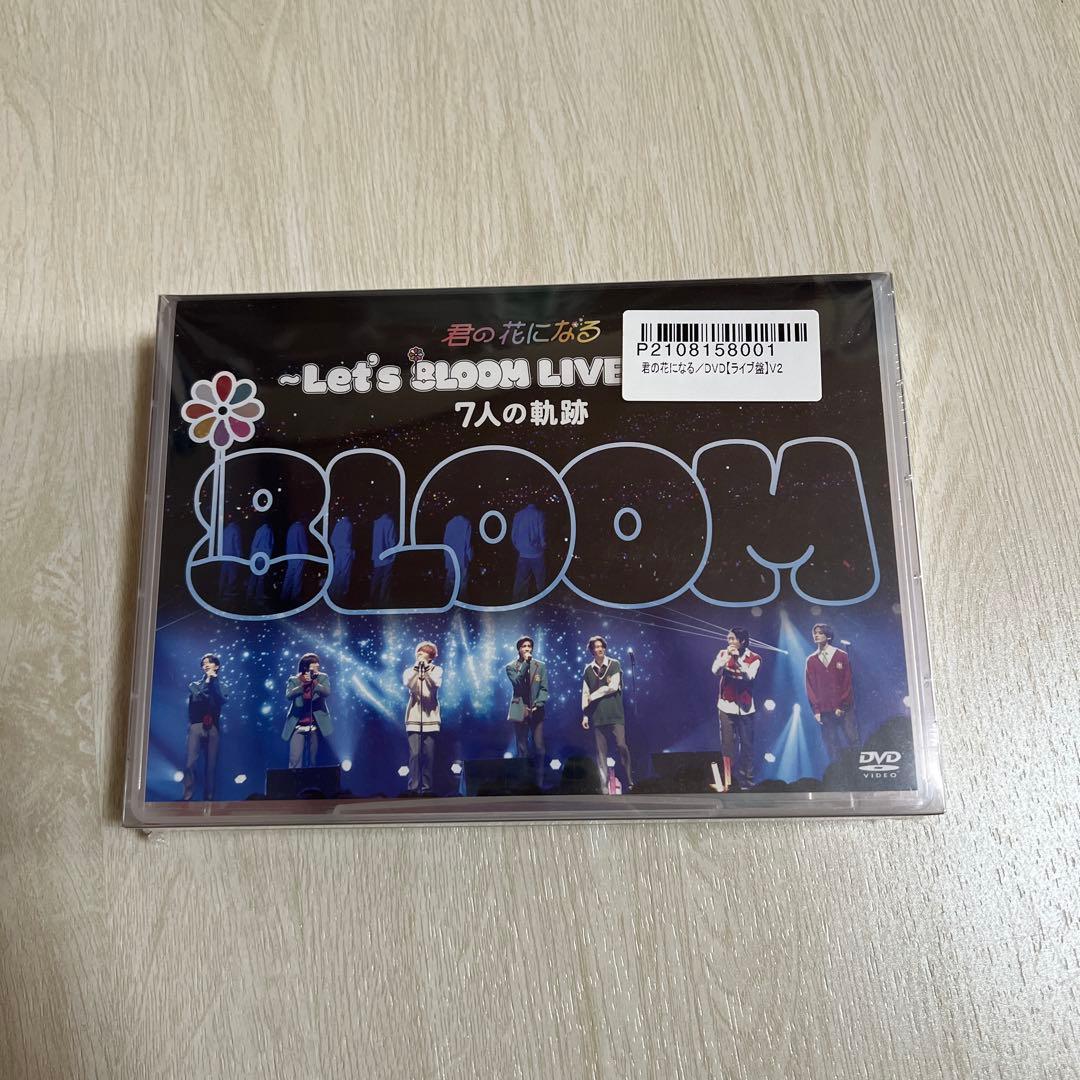 君の花になる
~Let's BLOOM LIVE
7人の軌跡
BLOOM
P2108158001
君の花になる／DVD【ライブ盤】V2
DVD
VIDEO